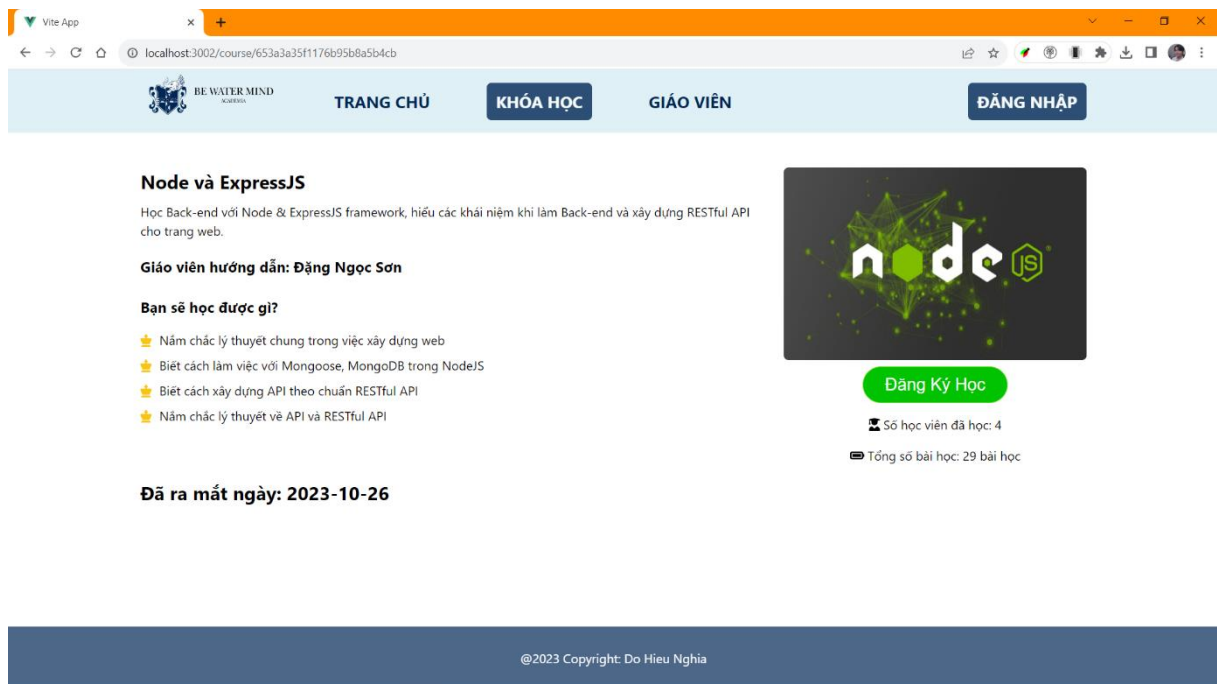 Vite App
localhost:3002/course/653a3a35f1176b95b8a5b4cb
BE WATER MIND
ACADEMIA
TRANG CHỦ
KHÓA HỌC
GIÁO VIÊN
ĐĂNG NHẬP
Node và ExpressJS
Học Back-end với Node & ExpressJS framework, hiểu các khái niệm khi làm Back-end và xây dựng RESTful API
cho trang web.
Giáo viên hướng dẫn: Đặng Ngọc Sơn
Bạn sẽ học được gì?
Nắm chắc lý thuyết chung trong việc xây dựng web
Biết cách làm việc với Mongoose, MongoDB trong NodeJS
Biết cách xây dựng API theo chuẩn RESTful API
Nắm chắc lý thuyết về API và RESTful API
Đã ra mắt ngày: 2023-10-26
node JS
Đăng Ký Học
Số học viên đã học: 4
Tổng số bài học: 29 bài học
@2023 Copyright: Do Hieu Nghia